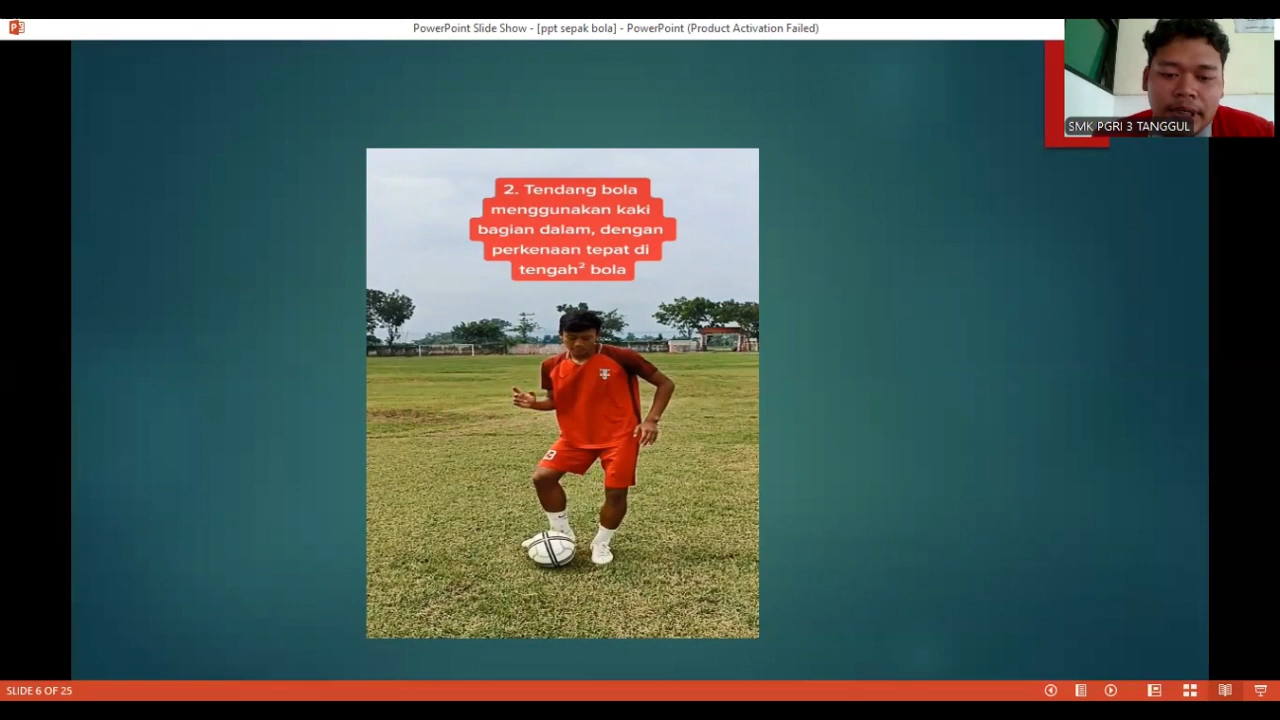 PowerPoint Slide Show - [ppt sepak bola] - PowerPoint (Product Activation Failed)
SMK PGRI 3 TANGGUL
2. Tendang bola
menggunakan kaki
bagian dalam, dengan
perkenaan tepat di
tengah² bola
SLIDE 6 OF 25